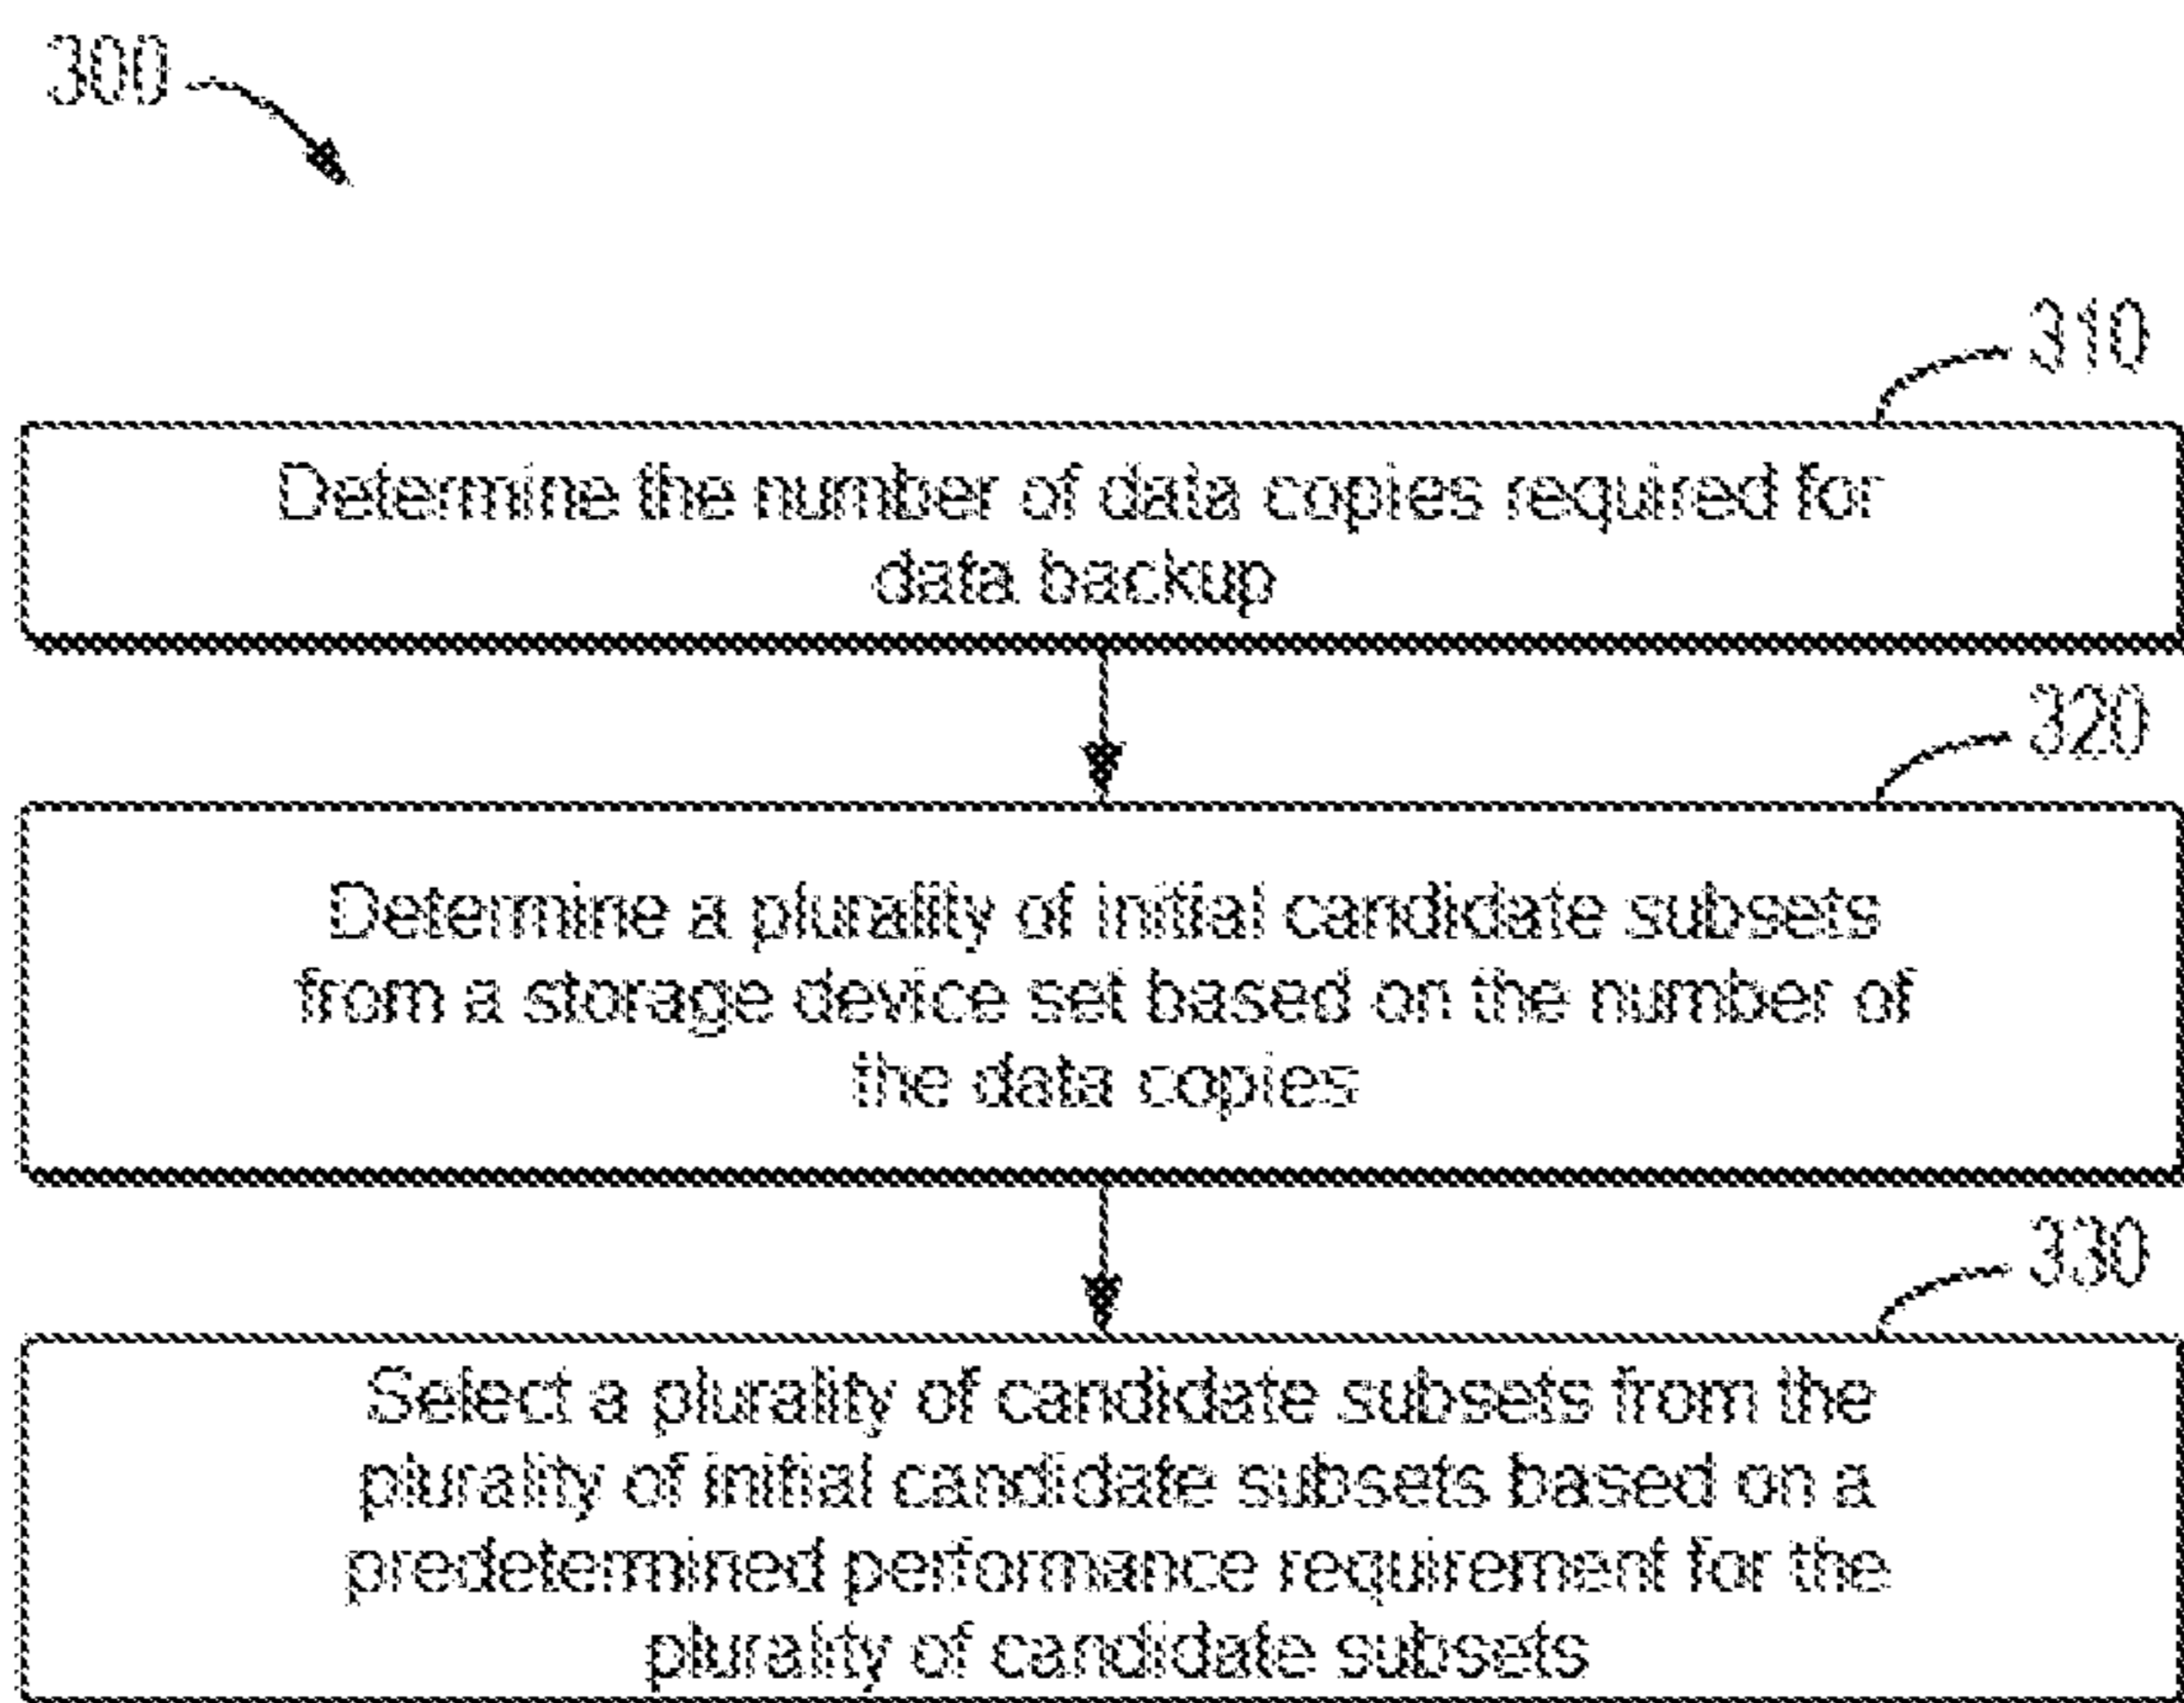 300
310
Determine the number of data copies required for
data backup
320
Determine a plurality of initial candidate subsets
from a storage device set based on the number of
the data copies
330
Select a plurality of candidate subsets from the
plurality of initial candidate subsets based on a
predetermined performance requirement for the
plurality of candidate subsets